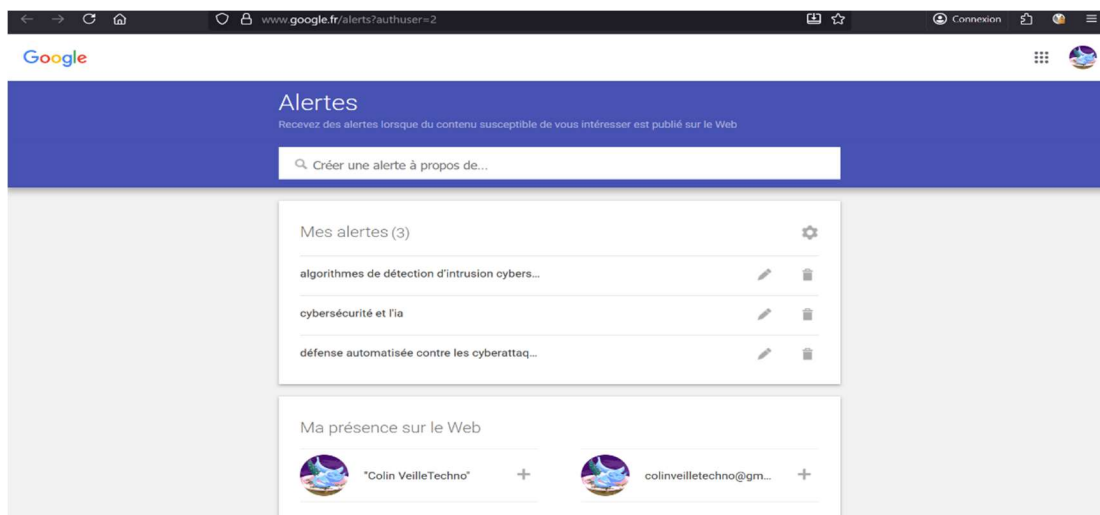 www.google.fr/alerts?authuser=2
Connexion
Google
Alertes
Recevez des alertes lorsque du contenu susceptible de vous intéresser est publié sur le Web
Créer une alerte à propos de...
Mes alertes (3)
algorithmes de détection d'intrusion cybers...
cybersécurité et l'ia
défense automatisée contre les cyberattaq...
Ma présence sur le Web
"Colin VeilleTechno"
colinveilletechno@gm...